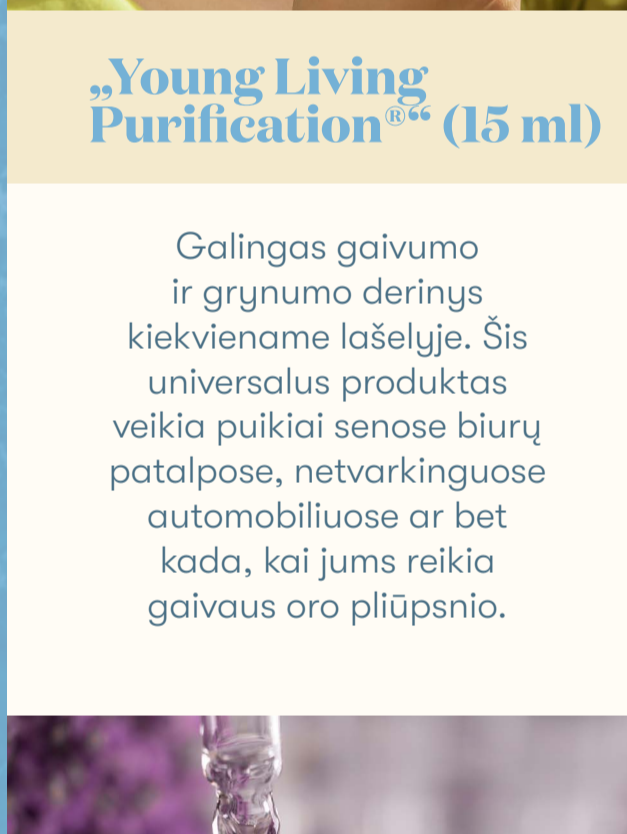 „Young Living
Purification®“ (15 ml)
Galingas gaivumo
ir grynumo derinys
kiekviename lašelyje. Šis
universalus produktas
veikia puikiai senose biurų
patalpose, netvarkinguose
automobiliuose ar bet
kada, kai jums reikia
gaivaus oro pliūpsnio.